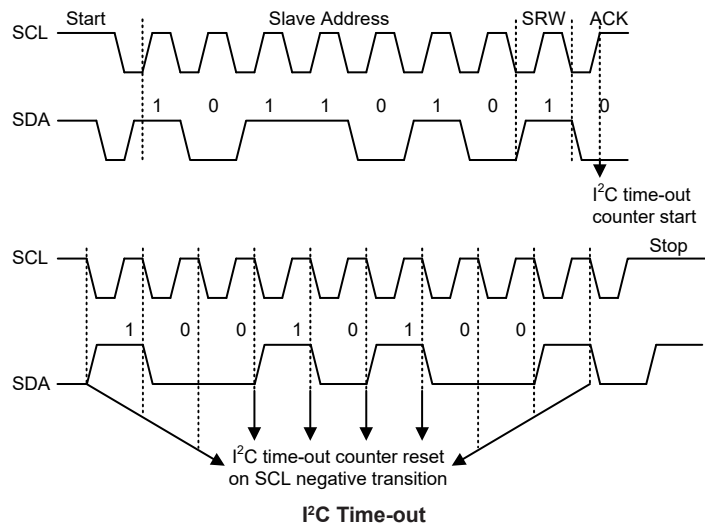 Start Slave Address SRW ACK
SCL
1 0 1 1 0 1 0 1 0
SDA
I²C time-out
counter start
Stop
SCL
1 0 0 1 0 1 0 0
SDA
I²C time-out counter reset
on SCL negative transition
I²C Time-out